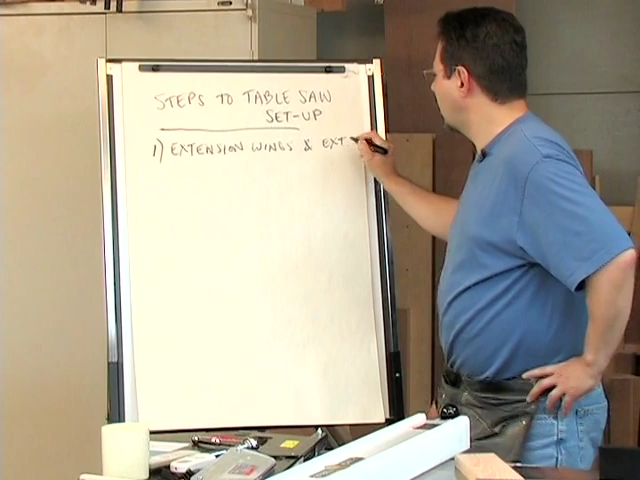 STEPS TO TABLE SAW
SET-UP
1) EXTENSION WINGS & EXT